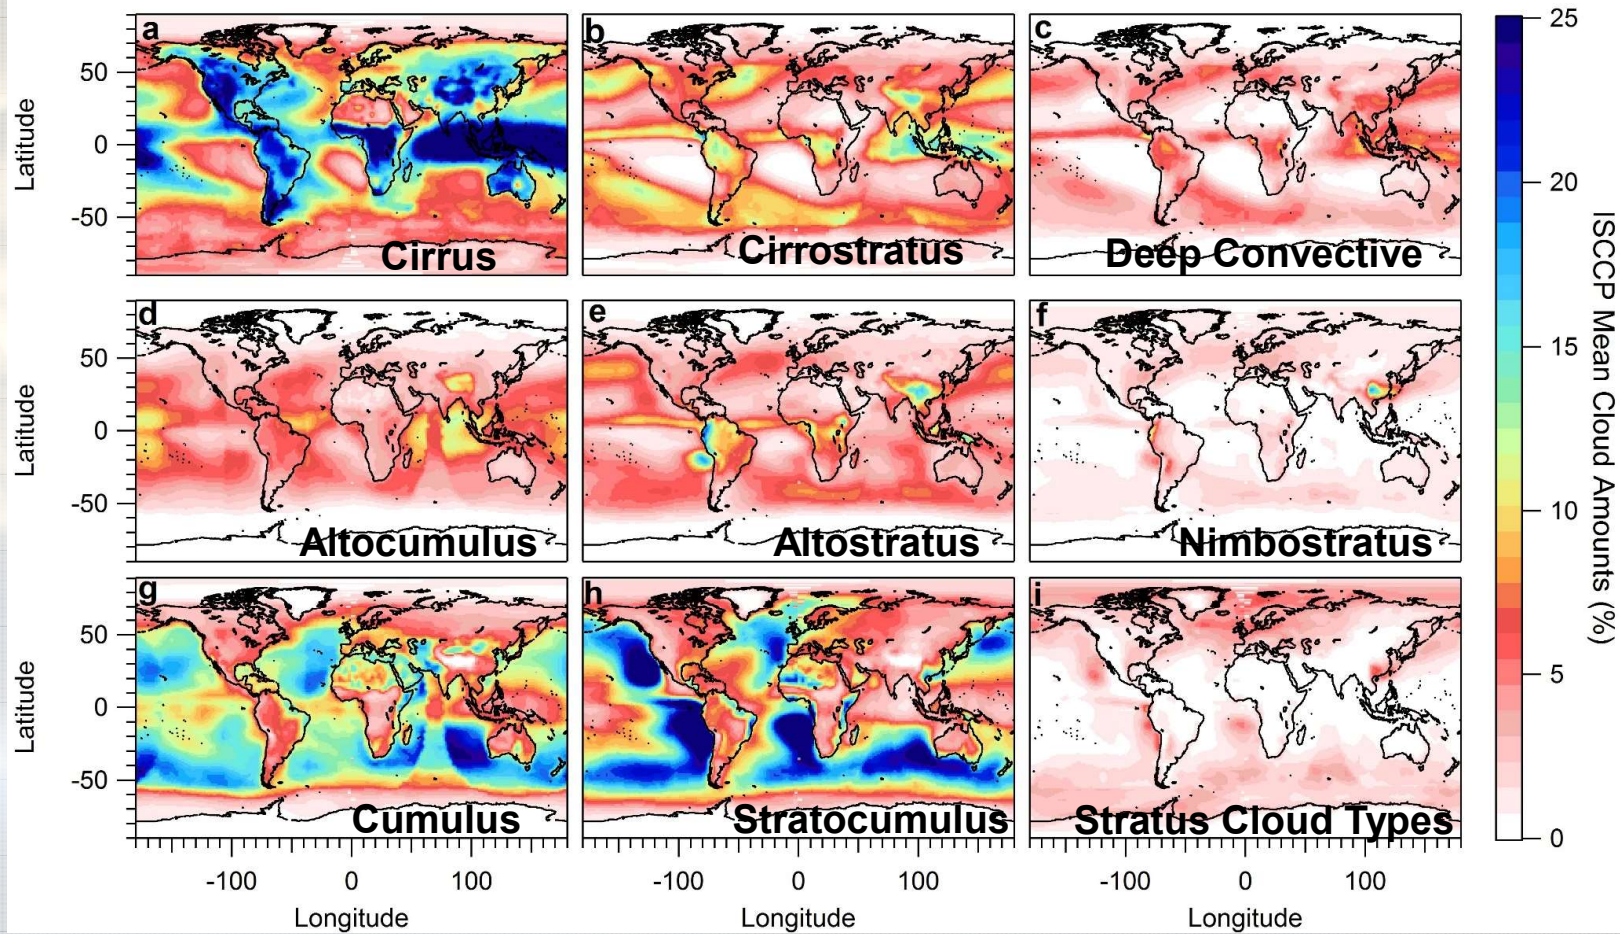 a
b
c
25
50
0
-50
Latitude
Cirrus
Cirrostratus
Deep Convective
20
d
e
f
15
50
0
-50
Latitude
Altocumulus
Altostratus
Nimbostratus
10
ISCCP Mean Cloud Amounts (%)
g
h
i
5
50
0
-50
Latitude
Cumulus
Stratocumulus
Stratus Cloud Types
0
-100 0 100
-100 0 100
-100 0 100
Longitude
Longitude
Longitude